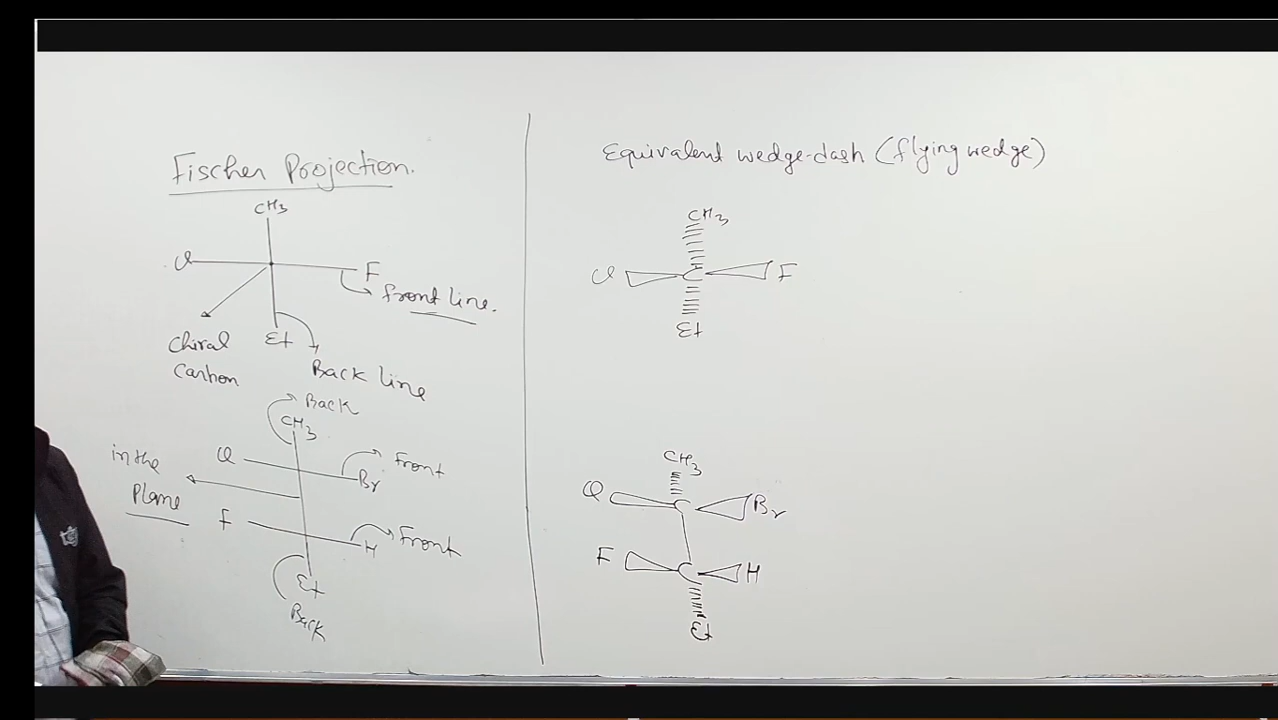 Fischer Projection.
CH3
Cl
F
front line.
Chiral
Carbon
Et
Back line
Back
CH3
in the
Plane
Cl
Br
Front
F
H
Front
Et
Back
Equivalent wedge-dash (flying wedge)
CH3
Cl
C
F
Et
CH3
Cl
C
Br
F
C
H
Et